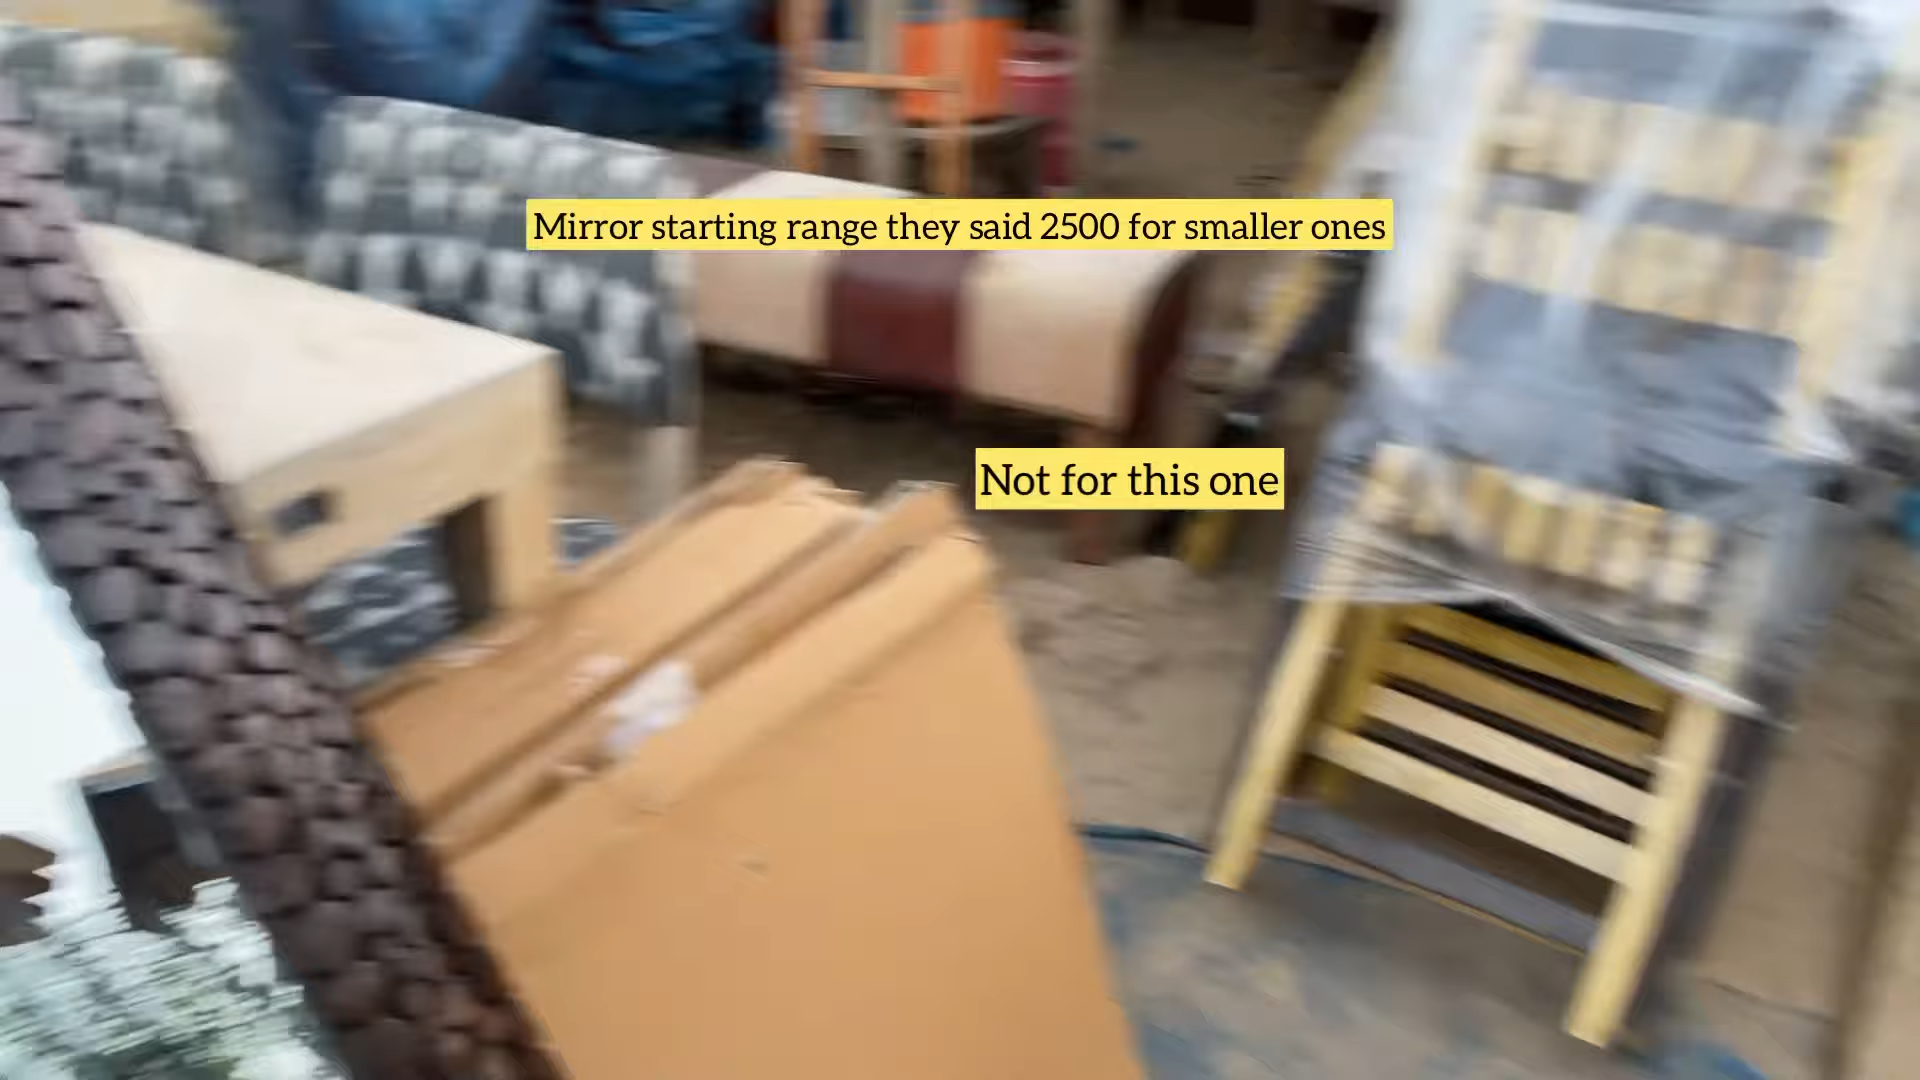 Mirror starting range they said 2500 for smaller ones
Not for this one